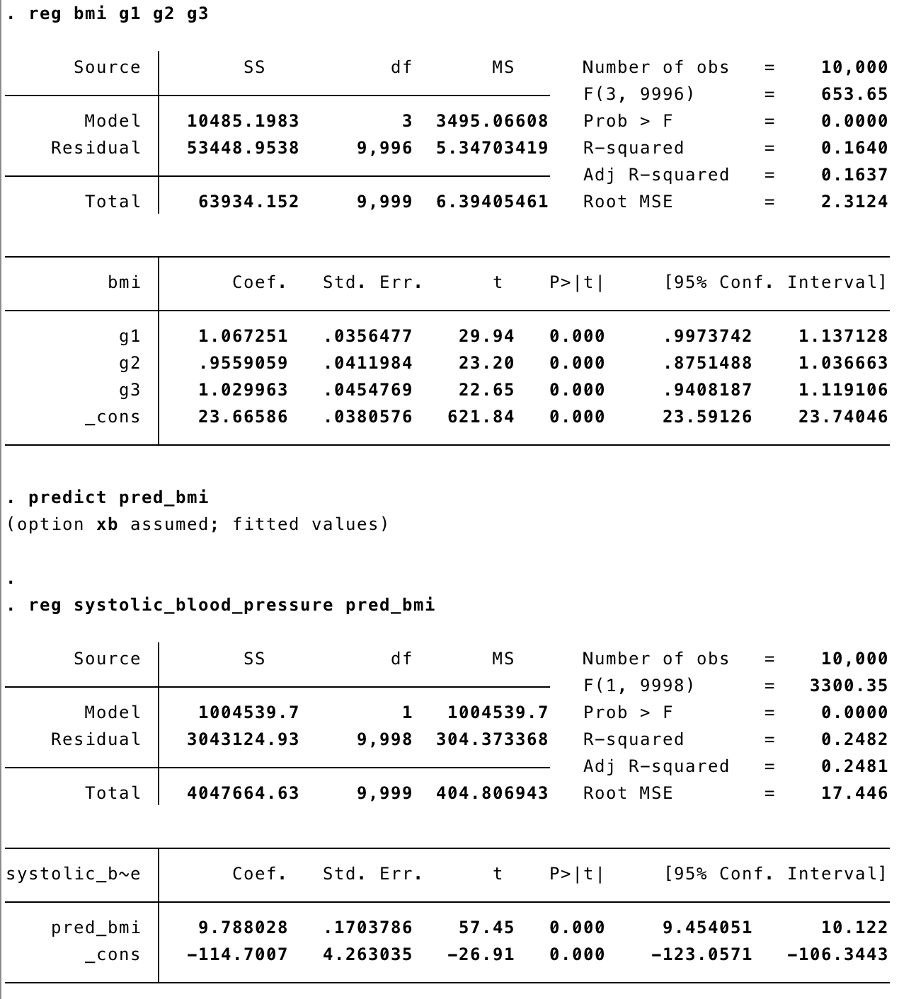 . reg bmi g1 g2 g3
Source SS df MS Number of obs = 10,000
F(3, 9996) = 653.65
Model 10485.1983 3 3495.06608 Prob > F = 0.0000
Residual 53448.9538 9,996 5.34703419 R-squared = 0.1640
Adj R-squared = 0.1637
Total 63934.152 9,999 6.39405461 Root MSE = 2.3124
bmi Coef. Std. Err. t P>|t| [95% Conf. Interval]
g1 1.067251 .0356477 29.94 0.000 .9973742 1.137128
g2 .9559059 .0411984 23.20 0.000 .8751488 1.036663
g3 1.029963 .0454769 22.65 0.000 .9408187 1.119106
_cons 23.66586 .0380576 621.84 0.000 23.59126 23.74046
. predict pred_bmi
(option xb assumed; fitted values)
.
. reg systolic_blood_pressure pred_bmi
Source SS df MS Number of obs = 10,000
F(1, 9998) = 3300.35
Model 1004539.7 1 1004539.7 Prob > F = 0.0000
Residual 3043124.93 9,998 304.373368 R-squared = 0.2482
Adj R-squared = 0.2481
Total 4047664.63 9,999 404.806943 Root MSE = 17.446
systolic_b~e Coef. Std. Err. t P>|t| [95% Conf. Interval]
pred_bmi 9.788028 .1703786 57.45 0.000 9.454051 10.122
_cons -114.7007 4.263035 -26.91 0.000 -123.0571 -106.3443